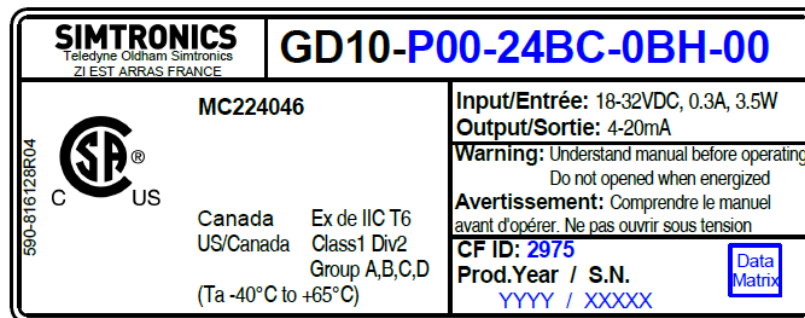 SIMTRONICS
Teledyne Oldham Simtronics
ZI EST ARRAS FRANCE
GD10-P00-24BC-0BH-00
590-816128R04
SA ®
C US
MC224046
Canada Ex de IIC T6
US/Canada Class1 Div2
Group A,B,C,D
(Ta -40°C to +65°C)
Input/Entrée: 18-32VDC, 0.3A, 3.5W
Output/Sortie: 4-20mA
Warning: Understand manual before operating
Do not opened when energized
Avertissement: Comprendre le manuel
avant d'opérer. Ne pas ouvrir sous tension
CF ID: 2975
Prod.Year / S.N.
YYYY / XXXXX
Data
Matrix